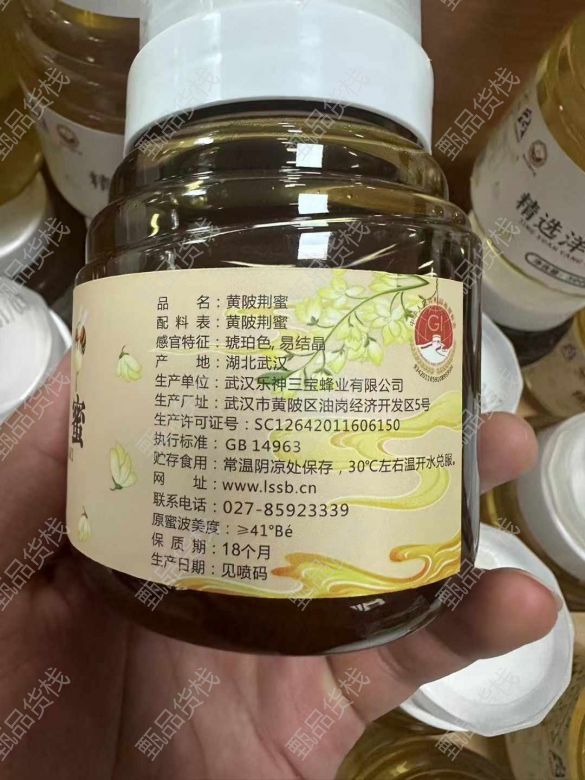 品　　名：黄陂荆蜜
配 料 表：黄陂荆蜜
感官特征：琥珀色, 易结晶
产　　地：湖北武汉
生产单位：武汉乐神三宝蜂业有限公司
生产厂址：武汉市黄陂区油岗经济开发区5号
生产许可证号：SC12642011606150
执行标准：GB 14963
贮存食用：常温阴凉处保存，30℃左右温开水兑服。
网　　址：www.lssb.cn
联系电话：027-85923339
原蜜波美度：≥41°Bé
保 质 期：18个月
生产日期：见喷码
蜜
GI
精选洋
精
甄品货栈